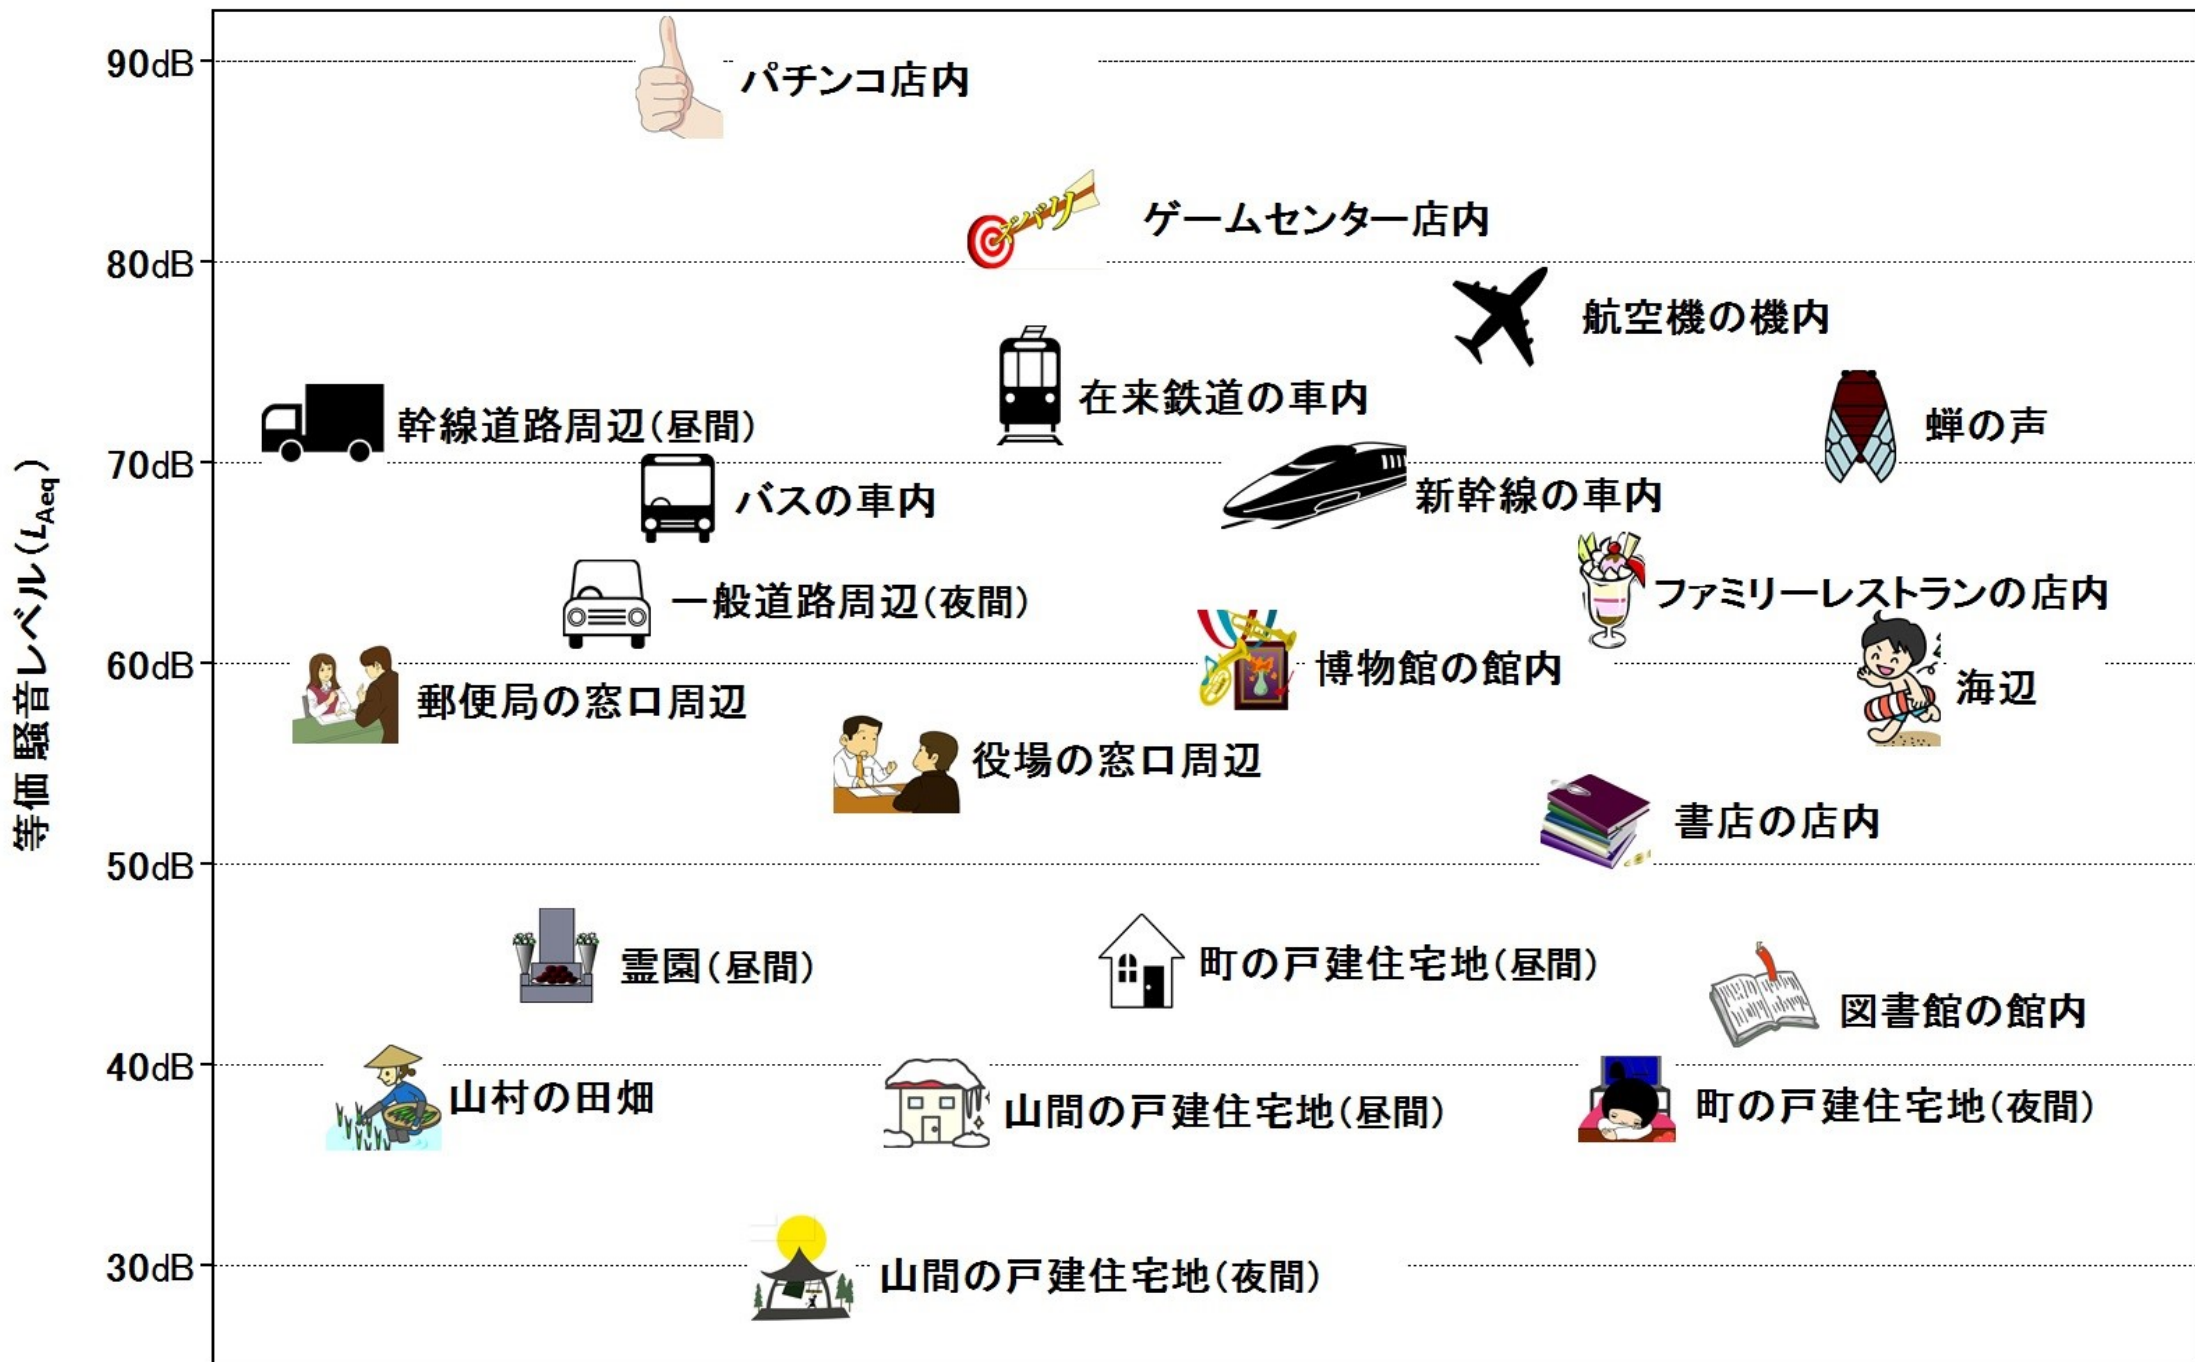 90dB
パチンコ店内
ズバリ
ゲームセンター店内
80dB
航空機の機内
在来鉄道の車内
幹線道路周辺(昼間)
蝉の声
70dB
バスの車内
新幹線の車内
ファミリーレストランの店内
一般道路周辺(夜間)
等価騒音レベル(LAeq)
60dB
博物館の館内
海辺
郵便局の窓口周辺
役場の窓口周辺
書店の店内
50dB
霊園(昼間)
町の戸建住宅地(昼間)
図書館の館内
40dB
山村の田畑
山間の戸建住宅地(昼間)
町の戸建住宅地(夜間)
30dB
山間の戸建住宅地(夜間)